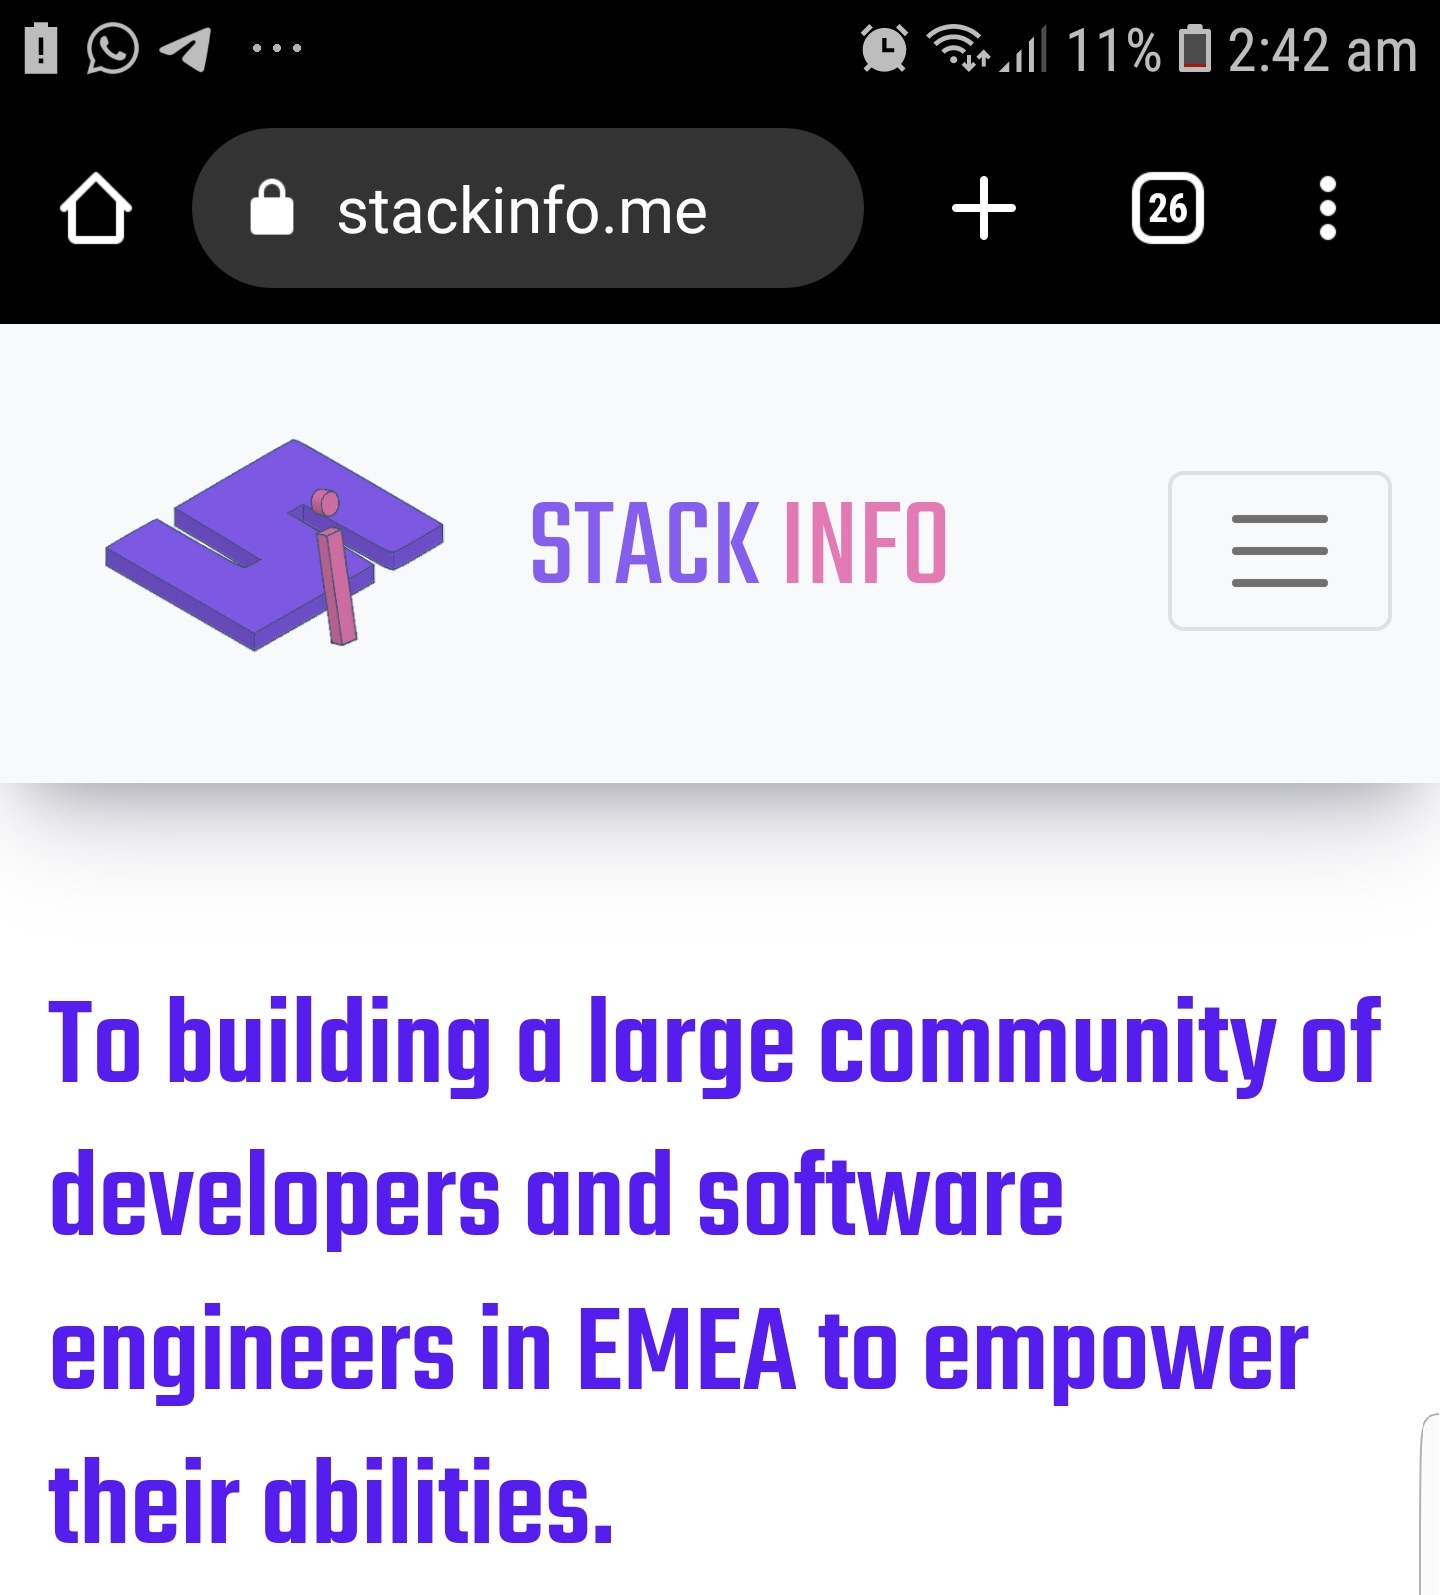 11% 2:42 am
stackinfo.me
26
STACK INFO
To building a large community of
developers and software
engineers in EMEA to empower
their abilities.